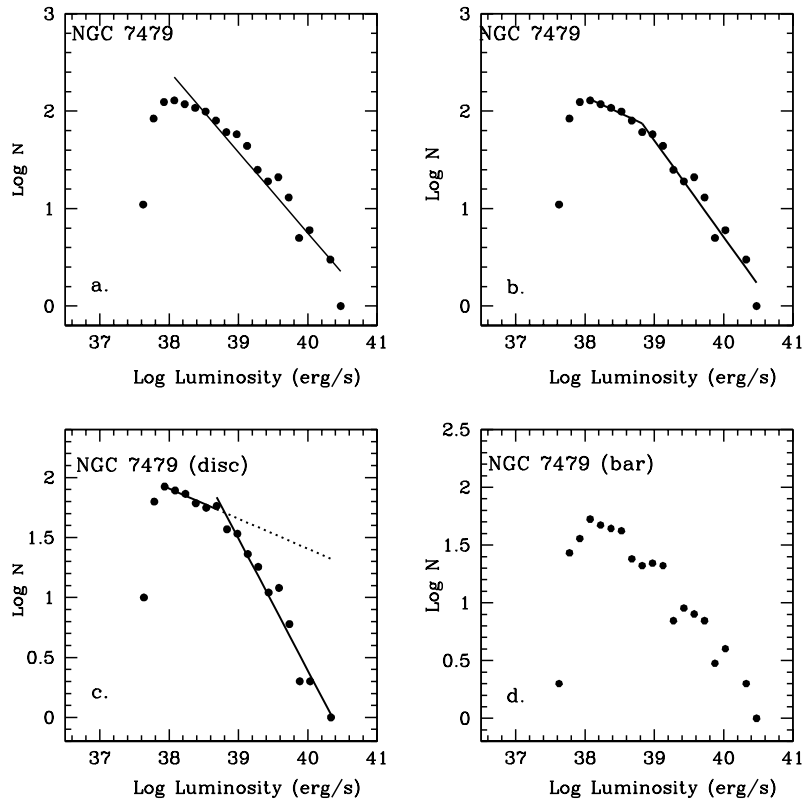 NGC 7479
3
2
1
0
Log N
a.
37 38 39 40 41
Log Luminosity (erg/s)
NGC 7479
3
2
1
0
Log N
b.
37 38 39 40 41
Log Luminosity (erg/s)
NGC 7479 (disc)
2
1.5
1
0.5
0
Log N
c.
37 38 39 40 41
Log Luminosity (erg/s)
2.5
NGC 7479 (bar)
2
1.5
1
0.5
0
Log N
d.
37 38 39 40 41
Log Luminosity (erg/s)